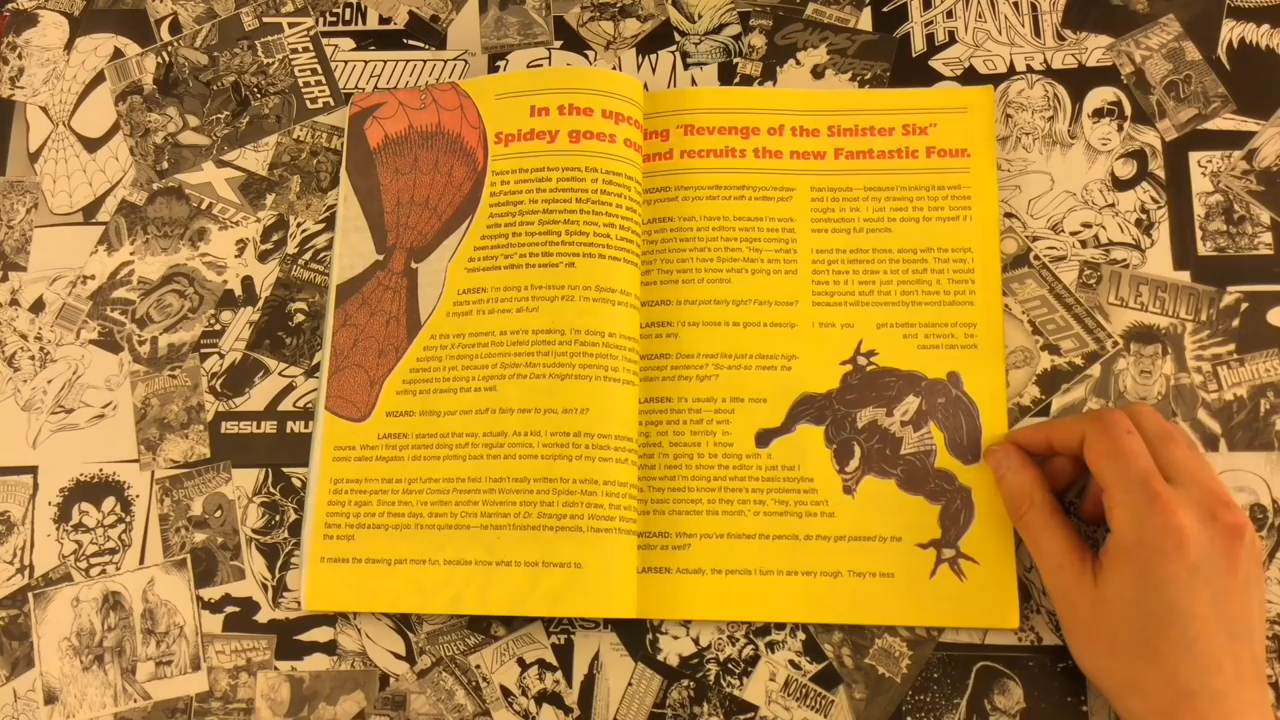 In the upco
Spidey goes ou
Twice in the past two years, Erik Larsen has
in the unenviable position of following
McFarlane on the adventures of Marvel's
webslinger. He replaced McFarlane as
Amazing Spider-Man when the fan-fave went
write and draw Spider-Man; now, with McFar
dropping the top-selling Spidey book, Larsen
been asked to be one of the first creators to come
do a story "arc" as the title moves into its new format
"mini-series within the series" riff.
LARSEN: I'm doing a five-issue run on Spider-Man
starts with #19 and runs through #22. I'm writing and
it myself. It's all-new, all-fun!
At this very moment, as we're speaking, I'm doing an inventory
story for X-Force that Rob Liefeld plotted and Fabian Nicieza
scripting. I'm doing a Lobo mini-series that I just got the plot for.
started on it yet, because of Spider-Man suddenly opening up. I'm
supposed to be doing a Legends of the Dark Knight story in three parts
writing and drawing that as well.
WIZARD: Writing your own stuff is fairly new to you, isn't it?
LARSEN: I started out that way, actually. As a kid, I wrote all my own stories,
course. When I first got started doing stuff for regular comics, I worked for a black-and-white
comic called Megaton. I did some plotting back then and some scripting of my own stuff,
I got away from that as I got further into the field. I hadn't really written for a while, and last year
I did a three-parter for Marvel Comics Presents with Wolverine and Spider-Man. I kind of
doing it again. Since then, I've written another Wolverine story that I didn't draw, that will be
coming up one of these days, drawn by Chris Marrinan of Dr. Strange and Wonder Woman
fame. He did a bang-up job. It's not quite done—he hasn't finished the pencils, I haven't finished
the script.
It makes the drawing part more fun, because know what to look forward to.
ing "Revenge of the Sinister Six"
and recruits the new Fantastic Four.
WIZARD: When you write something you're draw-
ing yourself, do you start out with a written plot?
LARSEN: Yeah, I have to, because I'm work-
ing with editors and editors want to see that.
They don't want to just have pages coming in
and not know what's on them. "Hey—what's
this? You can't have Spider-Man's arm torn
off!" They want to know what's going on and
have some sort of control.
WIZARD: Is that plot fairly tight? Fairly loose?
LARSEN: I'd say loose is as good a descrip-
tion as any.
WIZARD: Does it read like just a classic high-
concept sentence? "So-and-so meets the
villain and they fight"?
LARSEN: It's usually a little more
involved than that—about
a page and a half of writ-
ing; not too terribly in-
volved, because I know
what I'm going to be doing with it.
What I need to show the editor is just that I
know what I'm doing and what the basic storyline
is. They need to know if there's any problems with
my basic concept, so they can say, "Hey, you can't
use this character this month," or something like that.
WIZARD: When you've finished the pencils, do they get passed by the
editor as well?
LARSEN: Actually, the pencils I turn in are very rough. They're less
than layouts—because I'm inking it as well—
and I do most of my drawing on top of those
roughs in ink. I just need the bare bones
construction I would be doing for myself if I
were doing full pencils.
I send the editor those, along with the script,
and get it lettered on the boards. That way, I
don't have to draw a lot of stuff that I would
have to if I were just pencilling it. There's
background stuff that I don't have to put in
because it will be covered by the word balloons.
I think you get a better balance of copy
and artwork, be-
cause I can work
AVENGERS
VANGUARD
SPAWN
GHOST RIDER
PHANTOM
FORCE
X-MEN
HAWKWO
GUARDIANS
ISSUE NU
LEGION